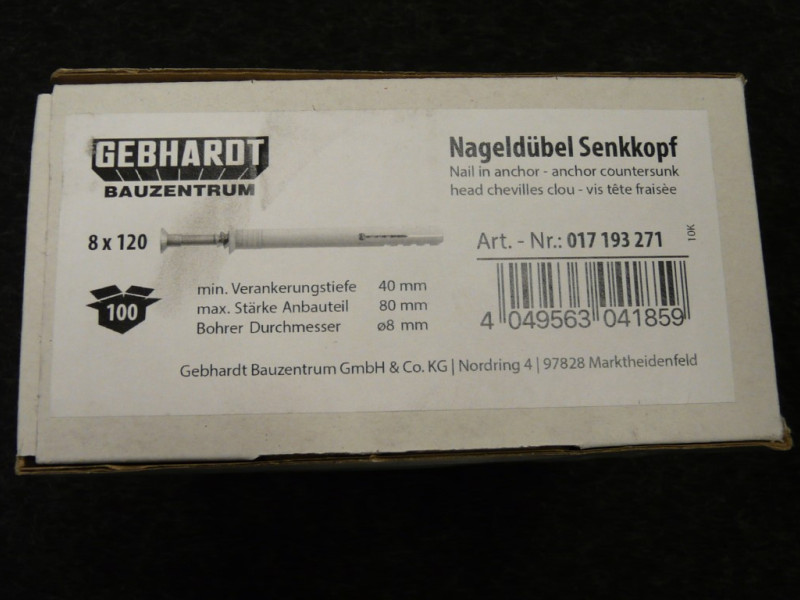 GEBHARDT
BAUZENTRUM
8 x 120
100
min. Verankerungstiefe 40 mm
max. Stärke Anbauteil 80 mm
Bohrer Durchmesser ø8 mm
Nageldübel Senkkopf
Nail in anchor - anchor countersunk
head chevilles clou - vis tête fraisèe
Art. - Nr.: 017 193 271
10K
4 049563 041859
Gebhardt Bauzentrum GmbH & Co. KG | Nordring 4 | 97828 Marktheidenfeld